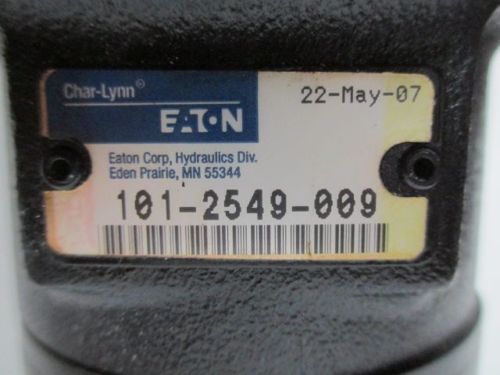 Char-Lynn®
22-May-07
EATON
Eaton Corp, Hydraulics Div.
Eden Prairie, MN 55344
101-2549-009